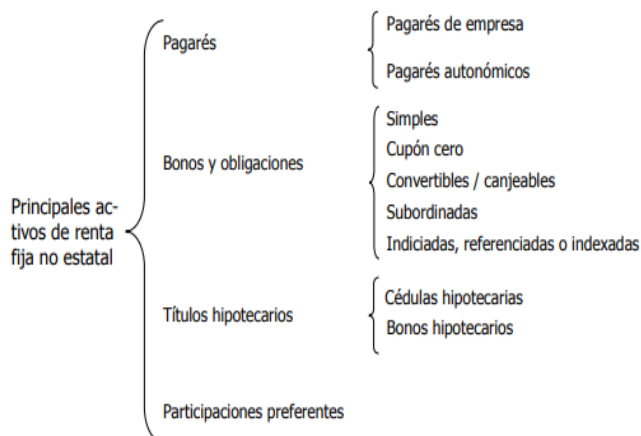 Principales ac-
tivos de renta
fija no estatal
Pagarés
Pagarés de empresa
Pagarés autonómicos
Bonos y obligaciones
Simples
Cupón cero
Convertibles / canjeables
Subordinadas
Indiciadas, referenciadas o indexadas
Títulos hipotecarios
Cédulas hipotecarias
Bonos hipotecarios
Participaciones preferentes